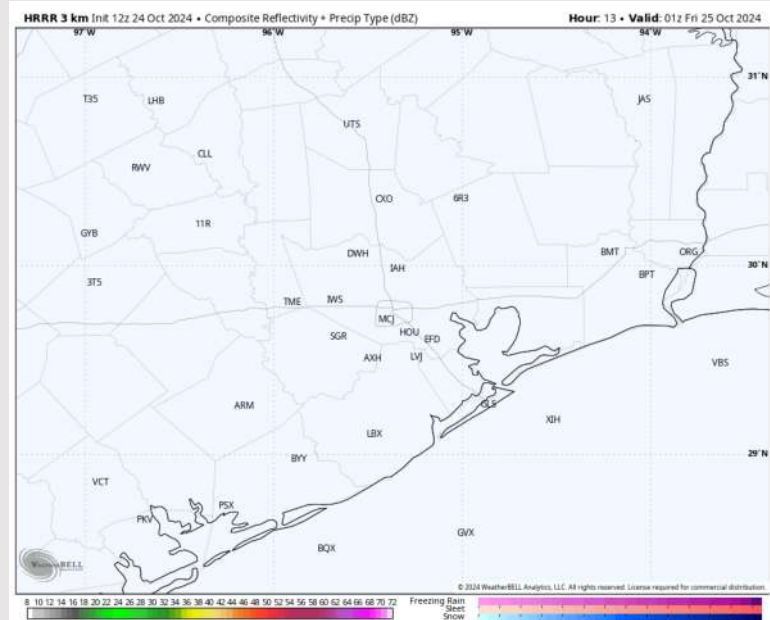 HRRR 3 km Init 12z 24 Oct 2024 • Composite Reflectivity + Precip Type (dBZ) Hour: 13 • Valid: 01z Fri 25 Oct 2024
97°W 96°W 95°W 94°W
31°N
T35 LHB JAS
UTS
CLL
RWV
CXO 6R3
11R
GYB
DWH BMT ORG
IAH 30°N
3T5 BPT
TME IWS
MCJ
SGR HOU EFD
AXH LVJ VBS
ARM GLS
XIH
LBX
29°N
BYY
VCT
PSX
PKV
GVX
BQX
WeatherBELL
© 2024 WeatherBELL Analytics, LLC. All rights reserved. License required for commercial distribution.
8 10 12 14 16 18 20 22 24 26 28 30 32 34 36 38 40 42 44 46 48 50 52 54 56 58 60 62 64 66 68 70 72
Freezing Rain
Sleet
Snow